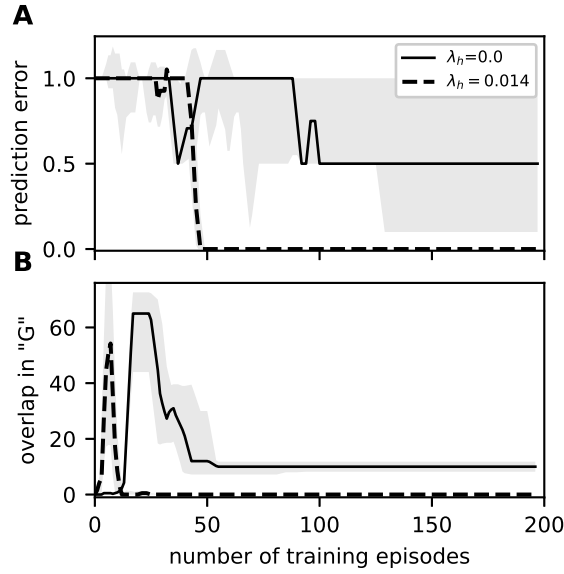 A
prediction error
1.0
0.5
0.0
λh=0.0
λh = 0.014
B
overlap in "G"
60
40
20
0
0 50 100 150 200
number of training episodes